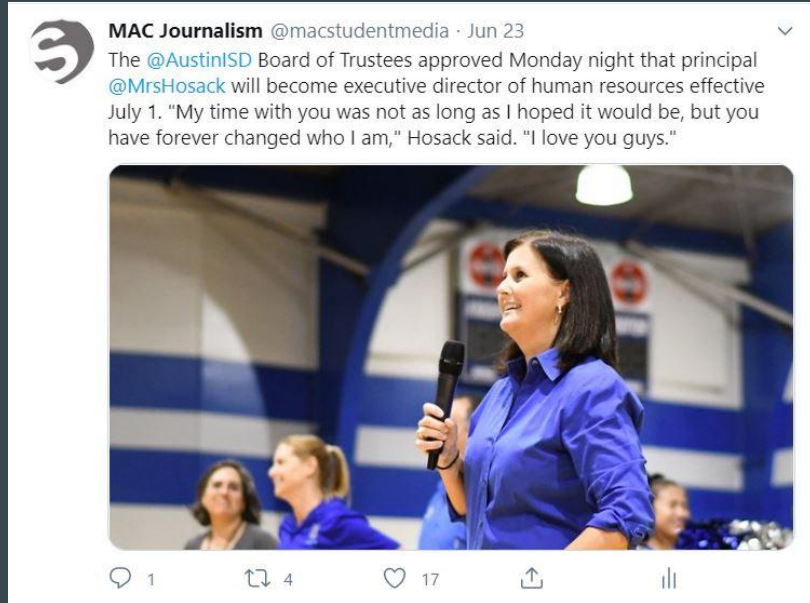 MAC Journalism @macstudentmedia · Jun 23
The @AustinISD Board of Trustees approved Monday night that principal
@MrsHosack will become executive director of human resources effective
July 1. "My time with you was not as long as I hoped it would be, but you
have forever changed who I am," Hosack said. "I love you guys."
1 4 17